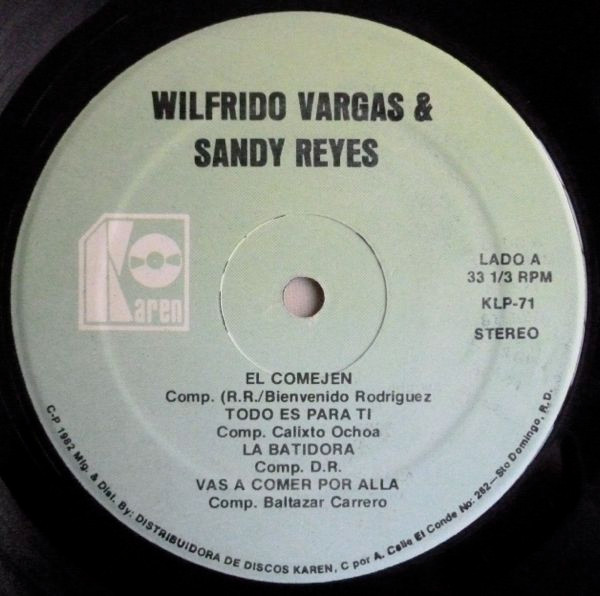 WILFRIDO VARGAS &
SANDY REYES
Karen
LADO A
33 1/3 RPM
KLP-71
STEREO
EL COMEJEN
Comp. (R.R./Bienvenido Rodriguez
TODO ES PARA TI
Comp. Calixto Ochoa
LA BATIDORA
Comp. D.R.
VAS A COMER POR ALLA
Comp. Baltazar Carrero
C-P 1982 Mfg. & Dist. By: DISTRIBUIDORA DE DISCOS KAREN, C por A. Calle El Conde No: 262—Sto Domingo, R.D.